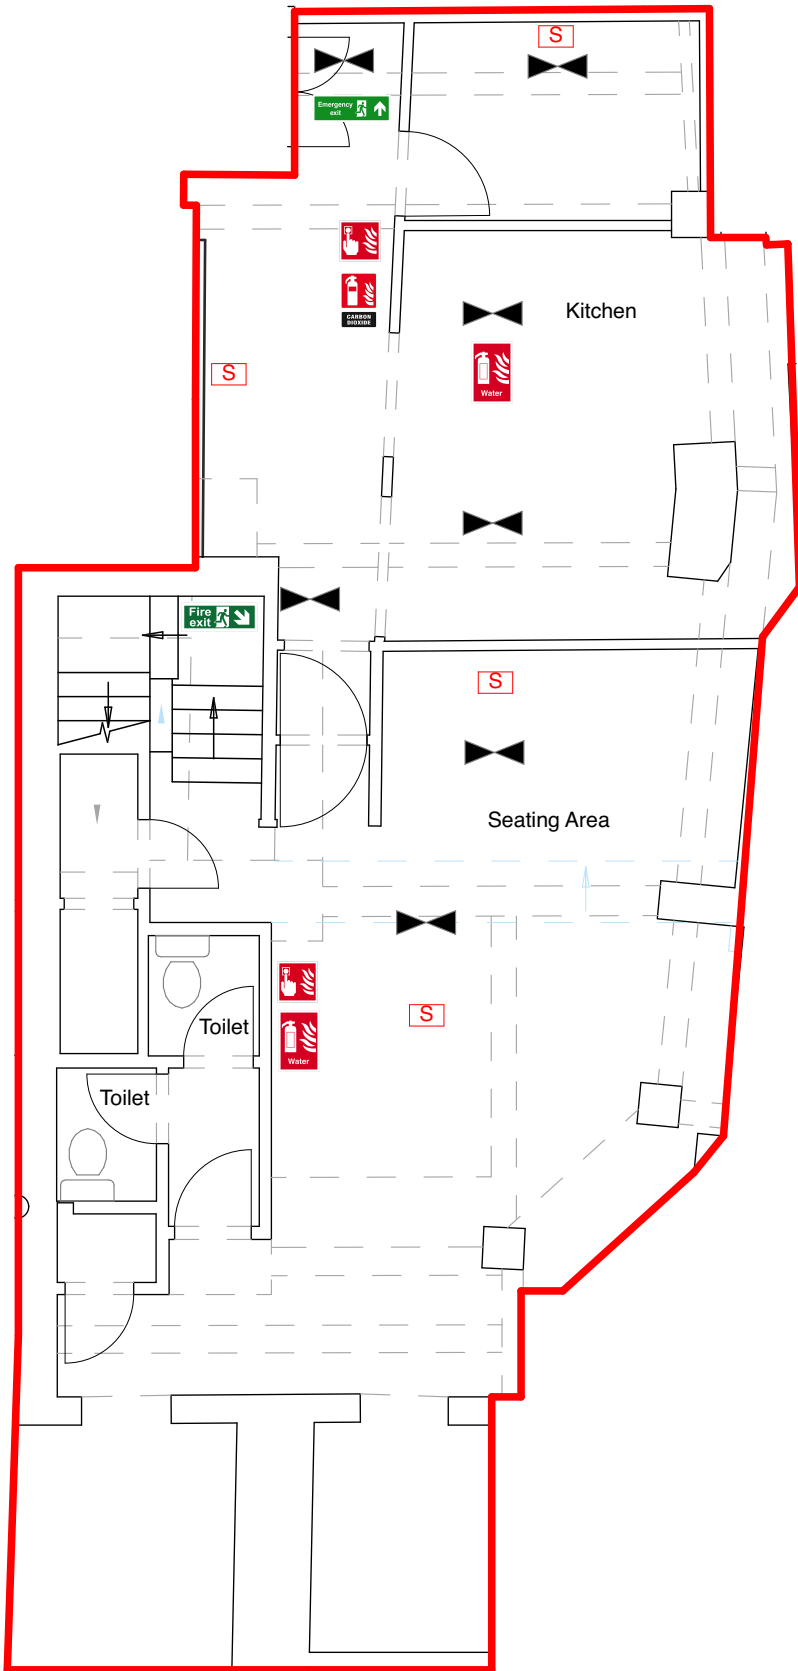 S
Emergency
exit
CARBON
DIOXIDE
Kitchen
S
Water
Fire
exit
S
Seating Area
S
Toilet
Water
Toilet